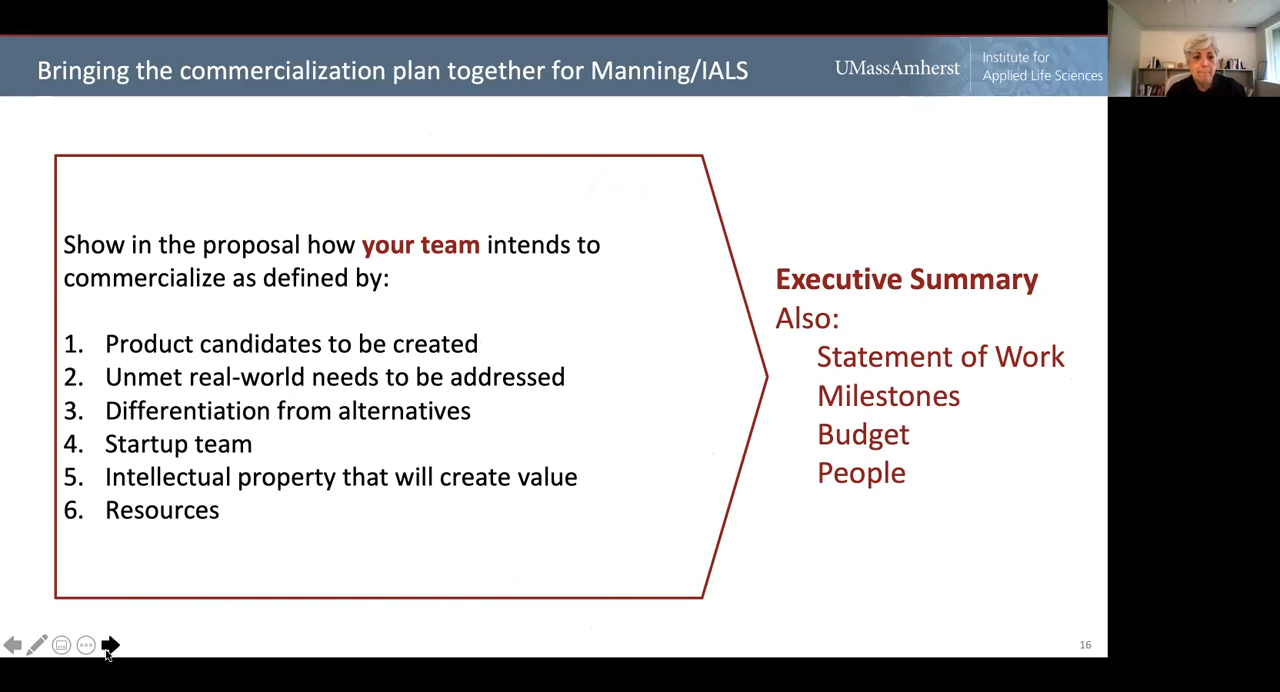 Bringing the commercialization plan together for Manning/IALS
UMassAmherst
Institute for
Applied Life Sciences
Show in the proposal how your team intends to
commercialize as defined by:
1. Product candidates to be created
2. Unmet real-world needs to be addressed
3. Differentiation from alternatives
4. Startup team
5. Intellectual property that will create value
6. Resources
Executive Summary
Also:
Statement of Work
Milestones
Budget
People
16